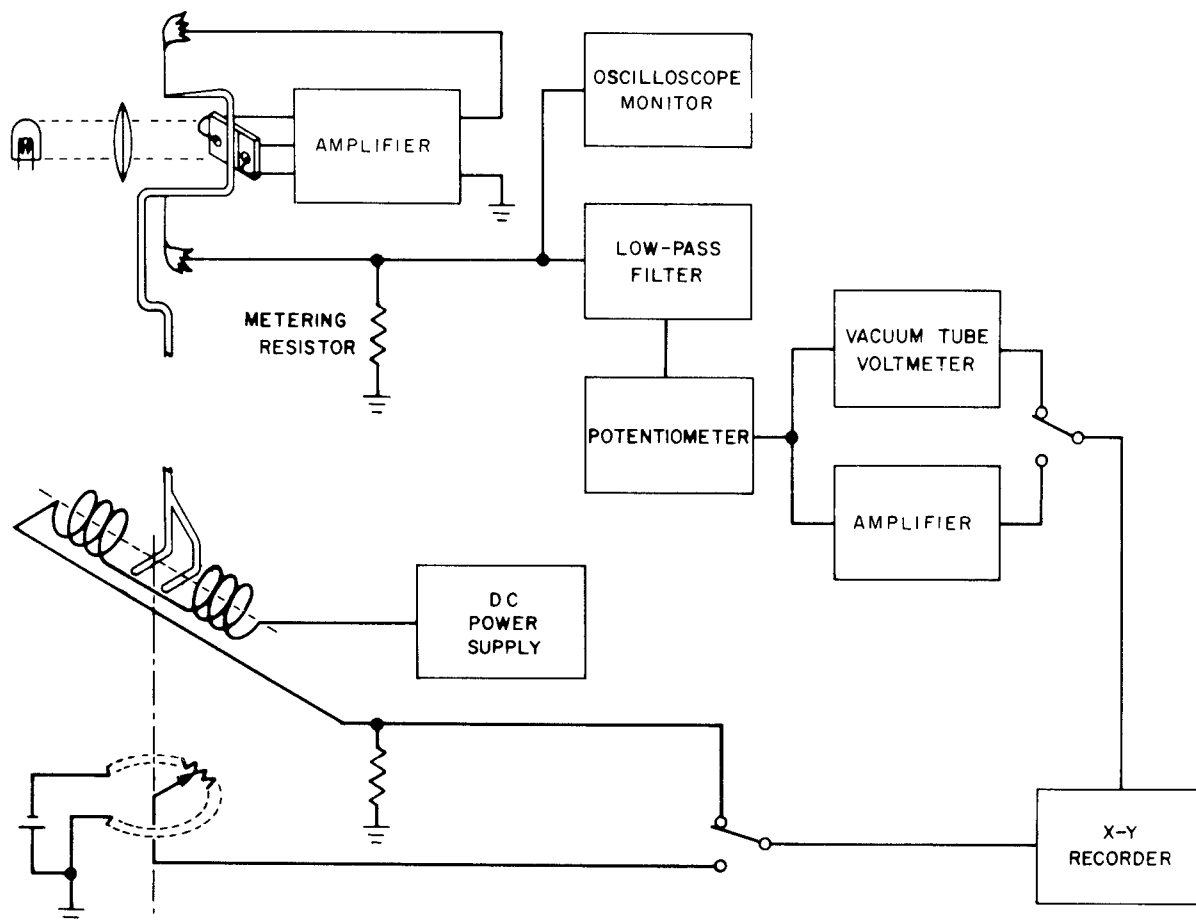 OSCILLOSCOPE
MONITOR
AMPLIFIER
LOW-PASS
FILTER
METERING
RESISTOR
VACUUM TUBE
VOLTMETER
POTENTIOMETER
AMPLIFIER
DC
POWER
SUPPLY
X-Y
RECORDER